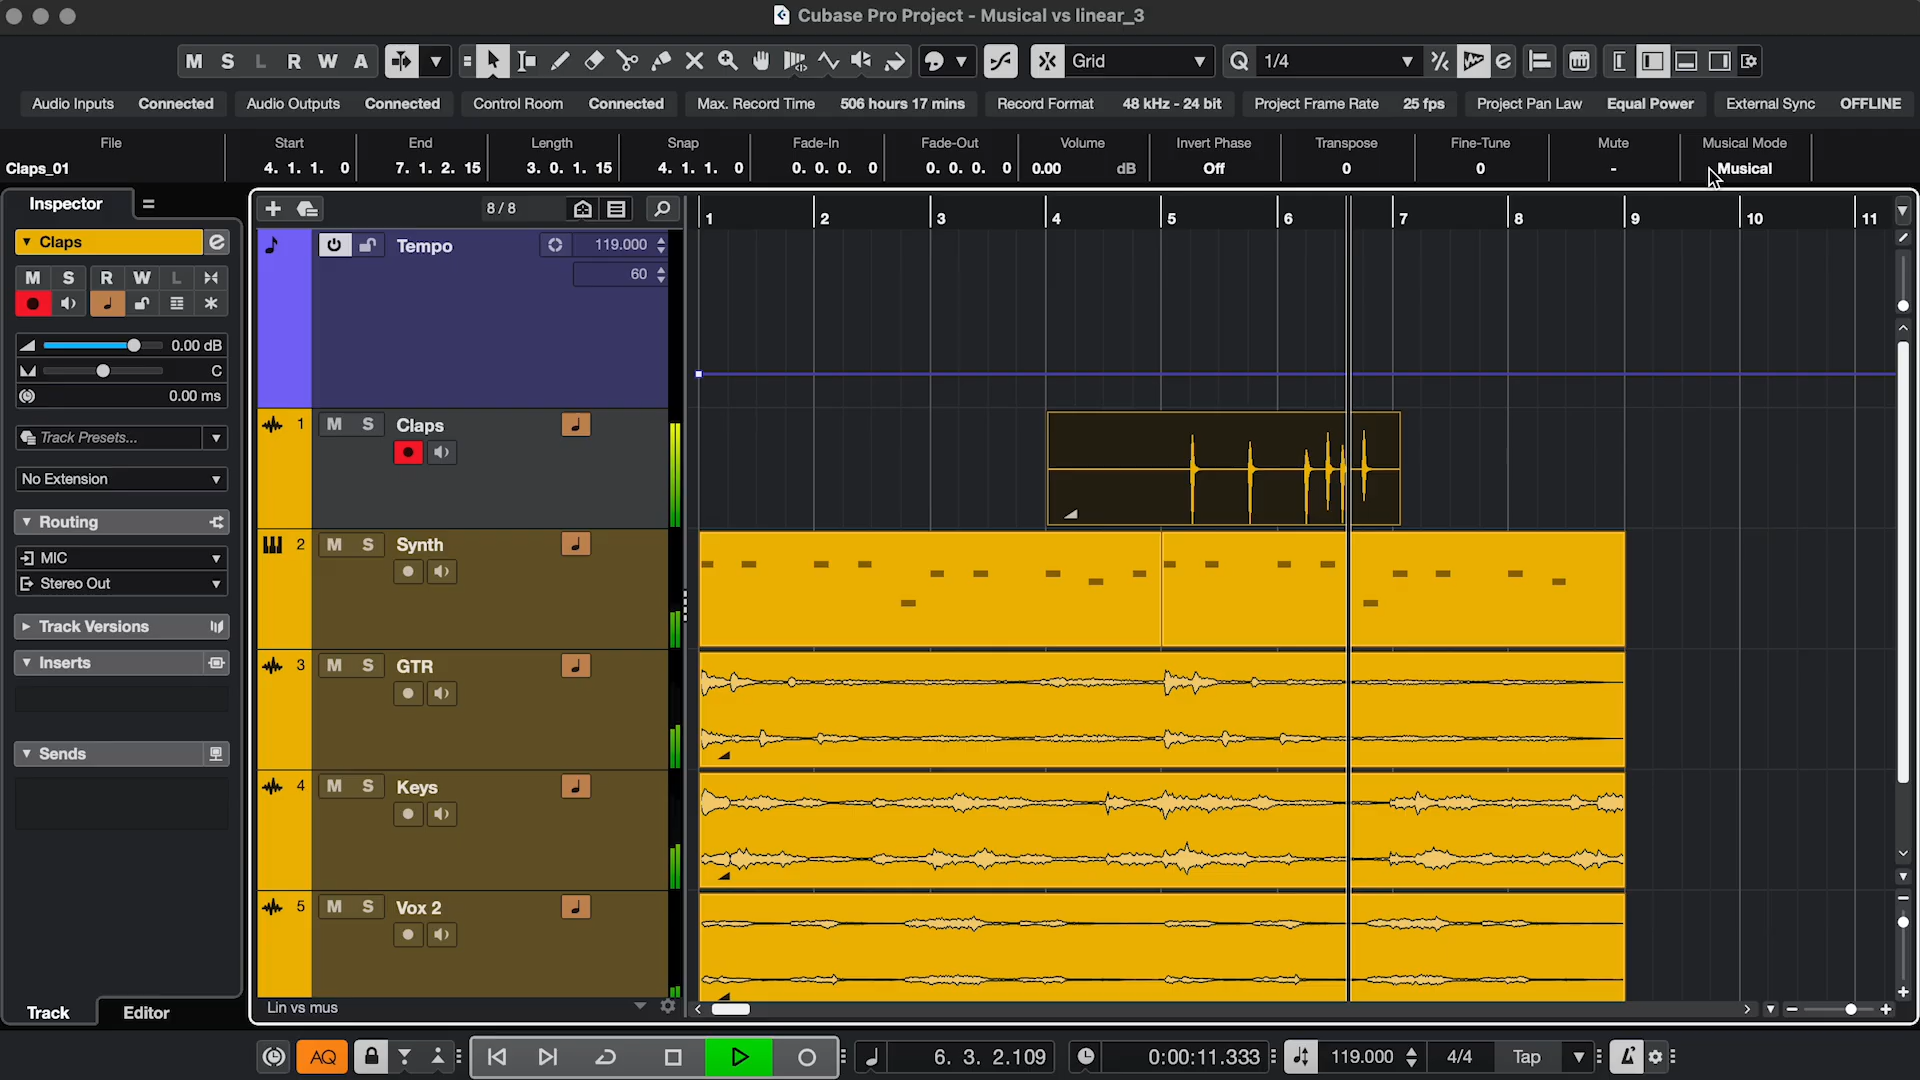 Cubase Pro Project - Musical vs linear_3
M S L R W A Grid 1/4
Audio Inputs Connected Audio Outputs Connected Control Room Connected Max. Record Time 506 hours 17 mins Record Format 48 kHz - 24 bit Project Frame Rate 25 fps Project Pan Law Equal Power External Sync OFFLINE
File Start End Length Snap Fade-In Fade-Out Volume Invert Phase Transpose Fine-Tune Mute Musical Mode
Claps_01 4. 1. 1. 0 7. 1. 2. 15 3. 0. 1. 15 4. 1. 1. 0 0. 0. 0. 0 0. 0. 0. 0 0.00 dB Off 0 0 - Musical
Inspector
8/8
1 2 3 4 5 6 7 8 9 10 11
Claps
M S R W L
0.00 dB
C
0.00 ms
Track Presets...
No Extension
Routing
MIC
Stereo Out
Track Versions
Inserts
Sends
Track Editor
Tempo 119.000
60
1 M S Claps
2 M S Synth
3 M S GTR
4 M S Keys
5 M S Vox 2
Lin vs mus
AQ 6. 3. 2.109 0:00:11.333 119.000 4/4 Tap